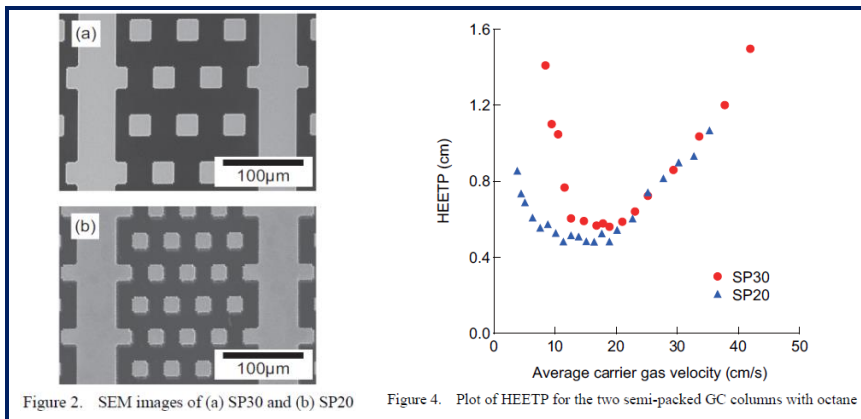 (a)
100μm
(b)
100μm
Figure 2. SEM images of (a) SP30 and (b) SP20
1.6
1.2
0.8
0.4
0.0
HEETP (cm)
0 10 20 30 40 50
Average carrier gas velocity (cm/s)
SP30
SP20
Figure 4. Plot of HEETP for the two semi-packed GC columns with octane